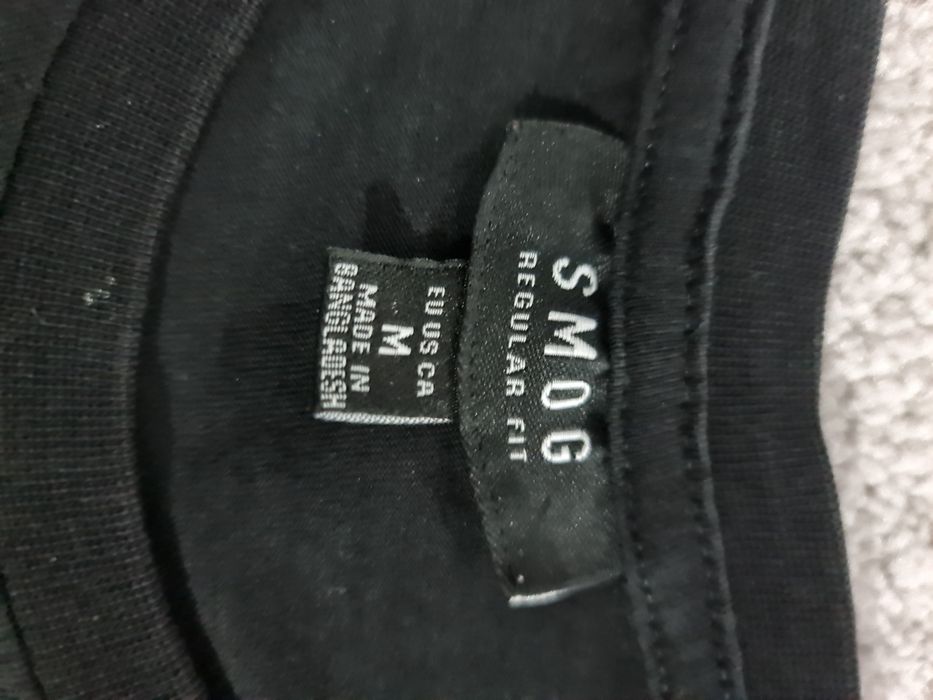 SMOG
REGULAR FIT
EU US CA
M
MADE IN
BANGLADESH